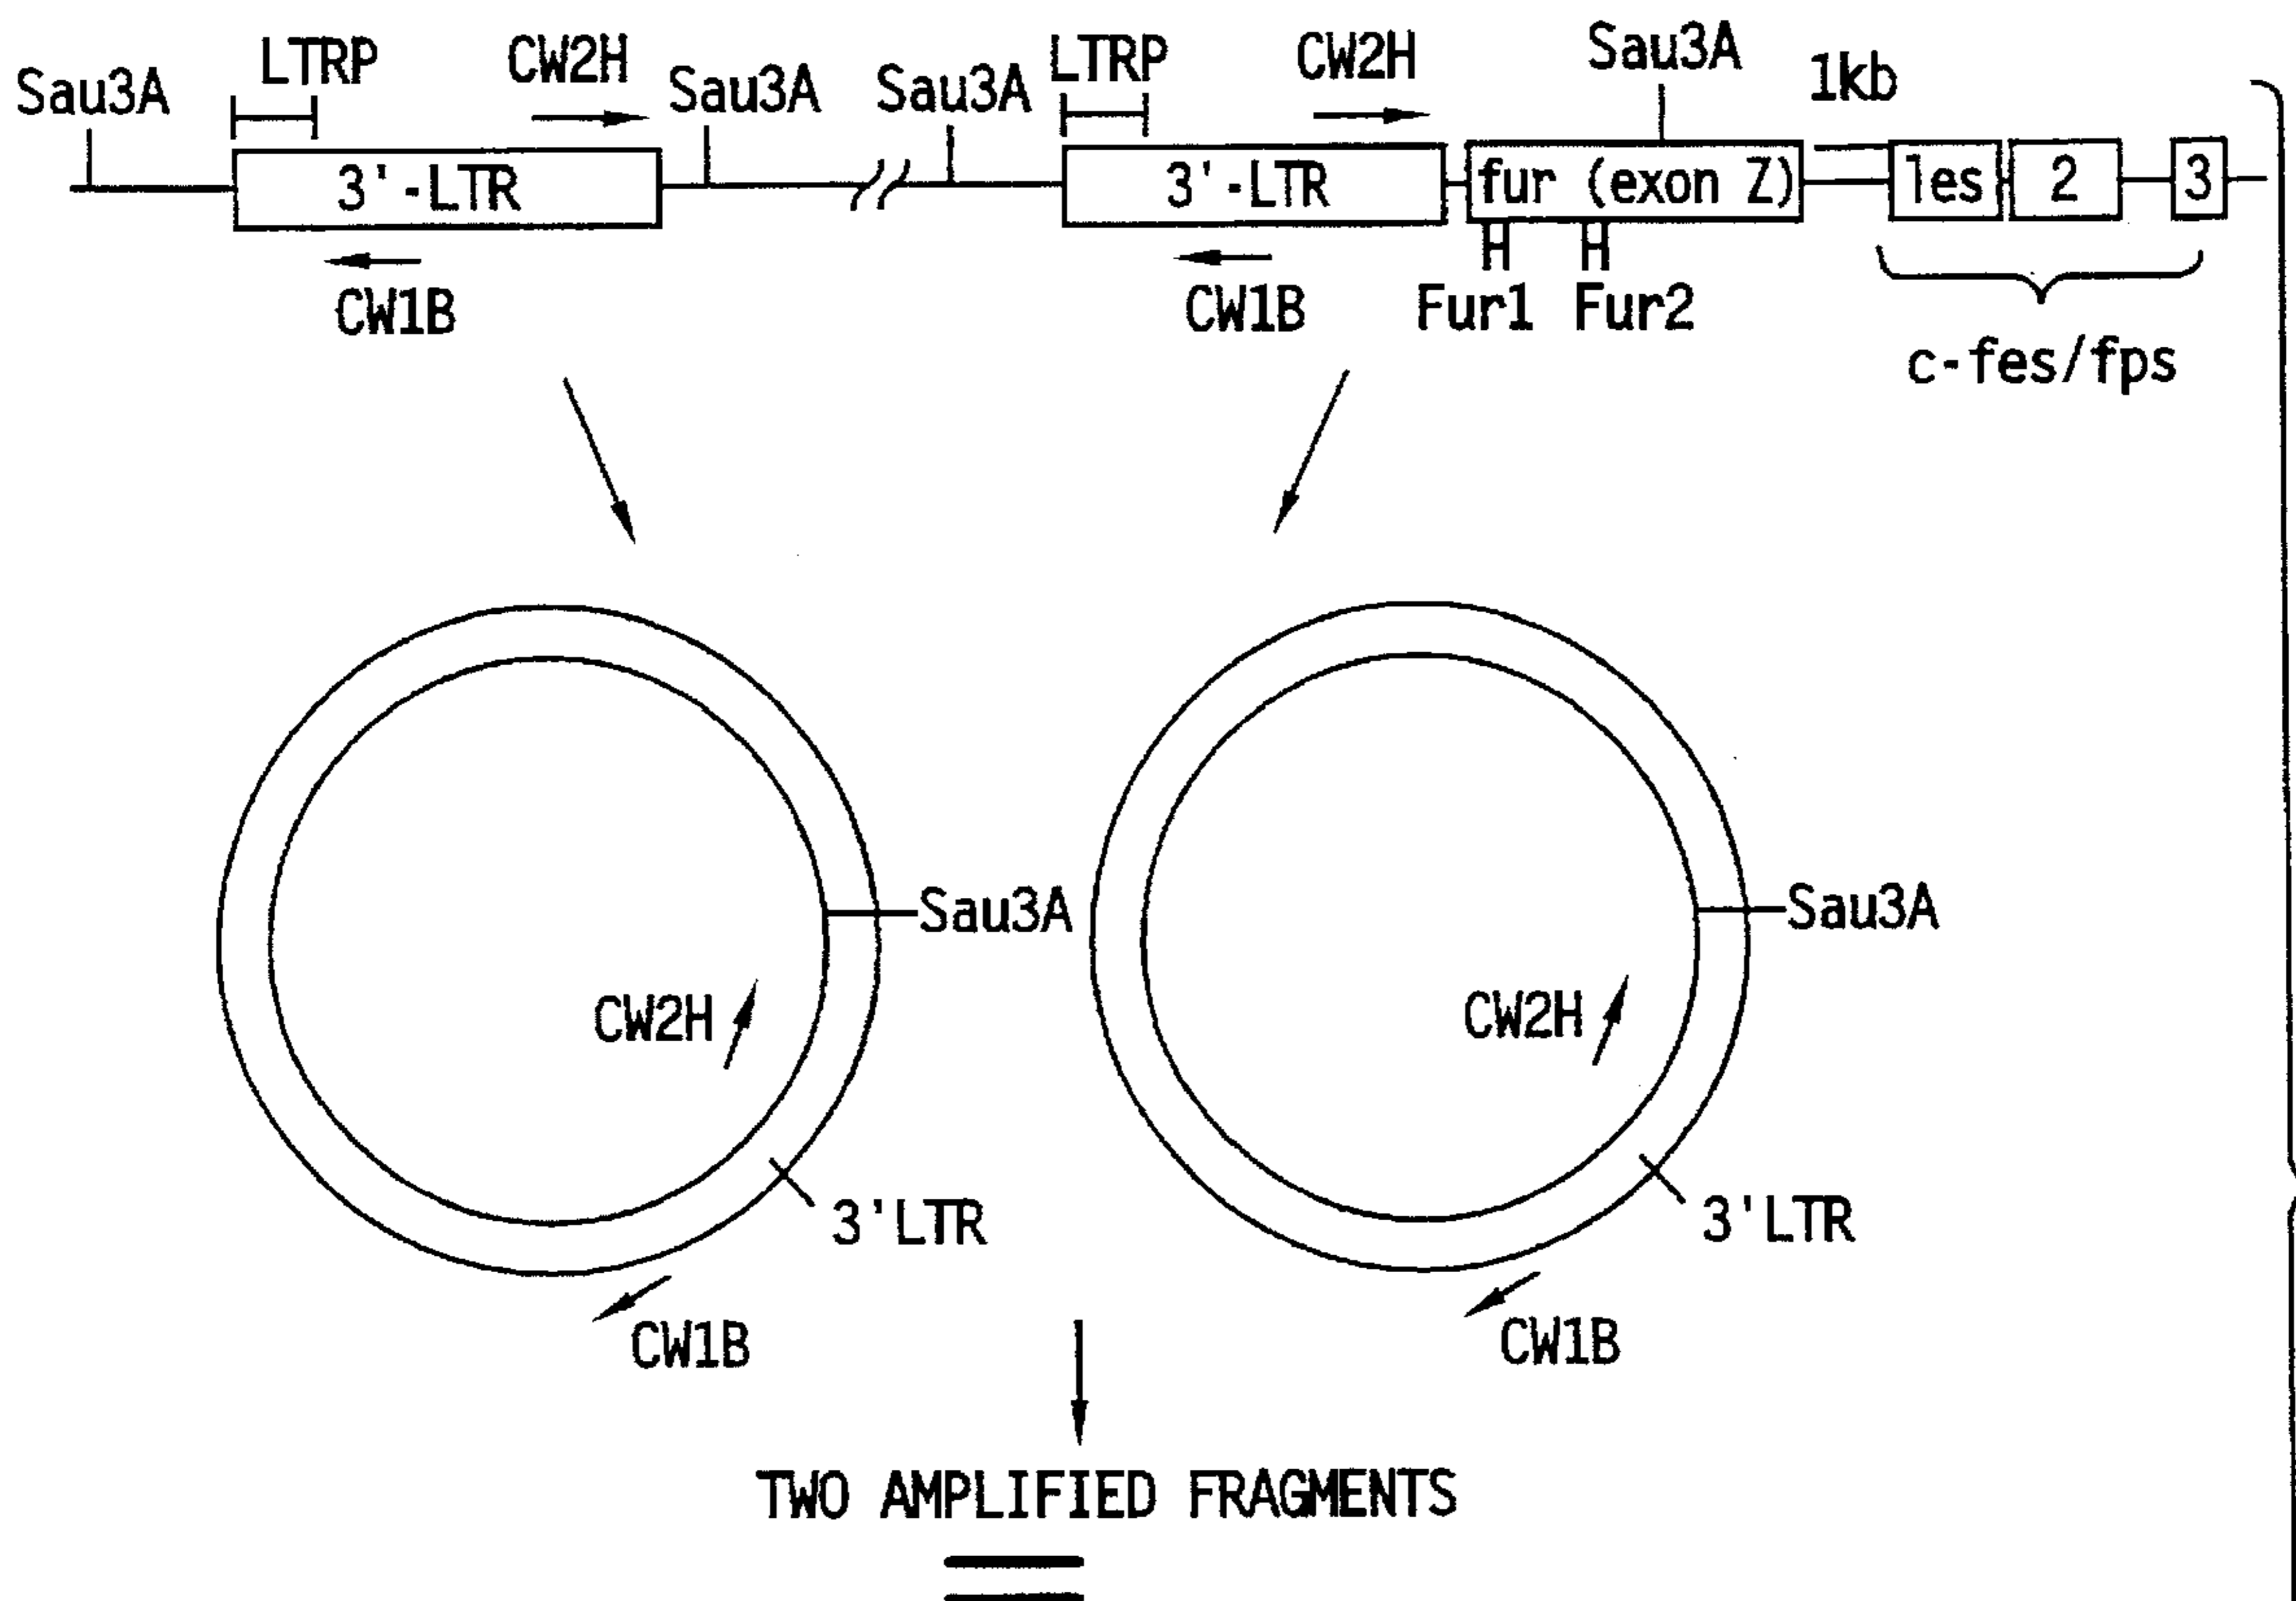 Sau3A LTRP CW2H Sau3A Sau3A LTRP CW2H Sau3A 1kb
3'-LTR 3'-LTR fur (exon Z) les 2 3
CW1B CW1B Fur1 Fur2
c-fes/fps
Sau3A Sau3A
CW2H CW2H
3'LTR 3'LTR
CW1B CW1B
TWO AMPLIFIED FRAGMENTS